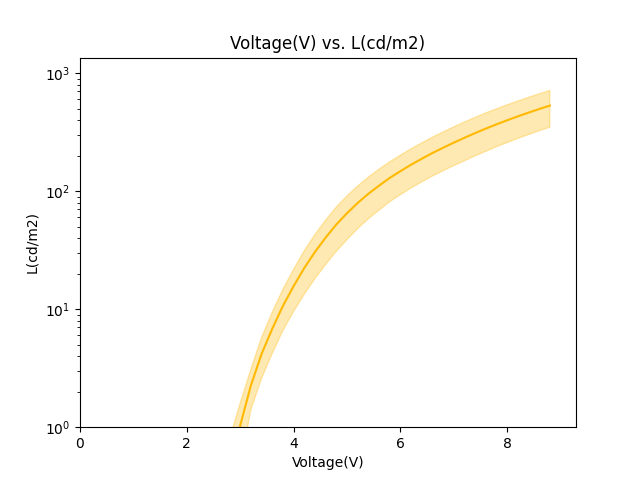 Voltage(V) vs. L(cd/m2)
10³
10²
10¹
10⁰
L(cd/m2)
0 2 4 6 8
Voltage(V)